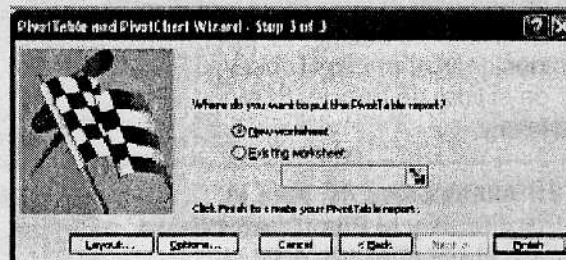 PivotTable and PivotChart Wizard - Step 3 of 3
Where do you want to put the PivotTable report?
New worksheet
Existing worksheet
Click Finish to create your PivotTable report.
Layout... Options... Cancel < Back Next > Finish